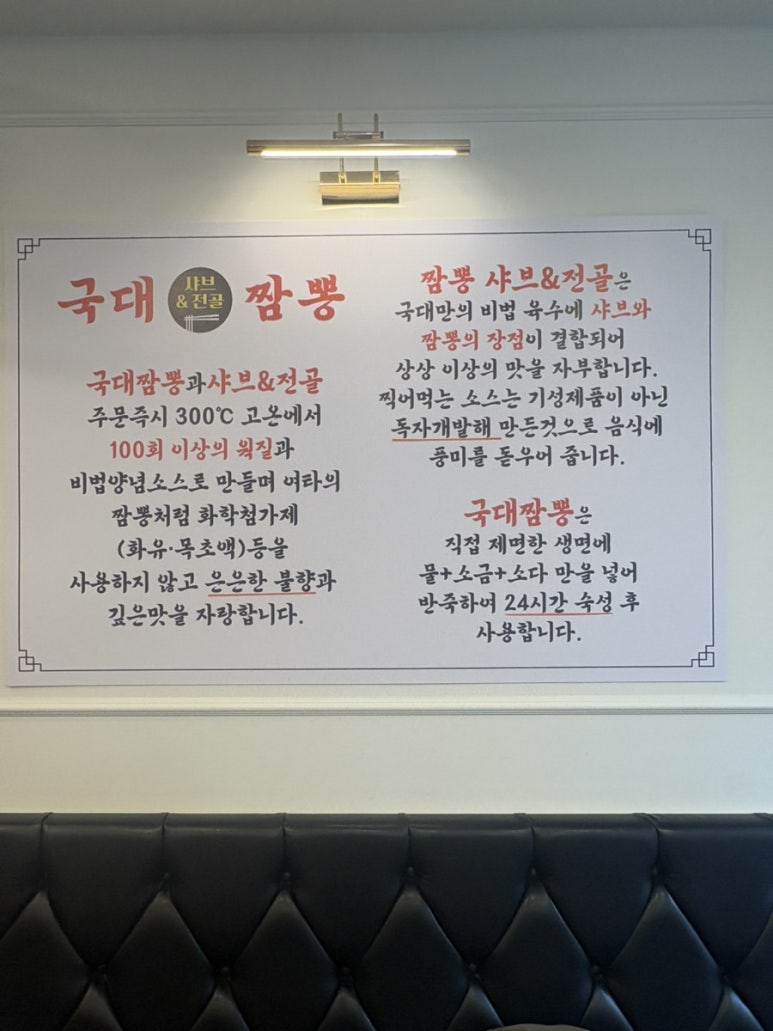 국대 샤브&전골 짬뽕
국대짬뽕과샤브&전골
주문즉시 300℃ 고온에서
100회 이상의 웍질과
비법양념소스로 만들며 여타의
짬뽕처럼 화학첨가제
(화유·목초액)등을
사용하지 않고 은은한 불향과
깊은맛을 자랑합니다.
짬뽕 샤브&전골은
국대만의 비법 육수에 샤브와
짬뽕의 장점이 결합되어
상상 이상의 맛을 자부합니다.
찍어먹는 소스는 기성제품이 아닌
독자개발해 만든것으로 음식에
풍미를 돋우어 줍니다.
국대짬뽕은
직접 제면한 생면에
물+소금+소다 만을 넣어
반죽하여 24시간 숙성 후
사용합니다.